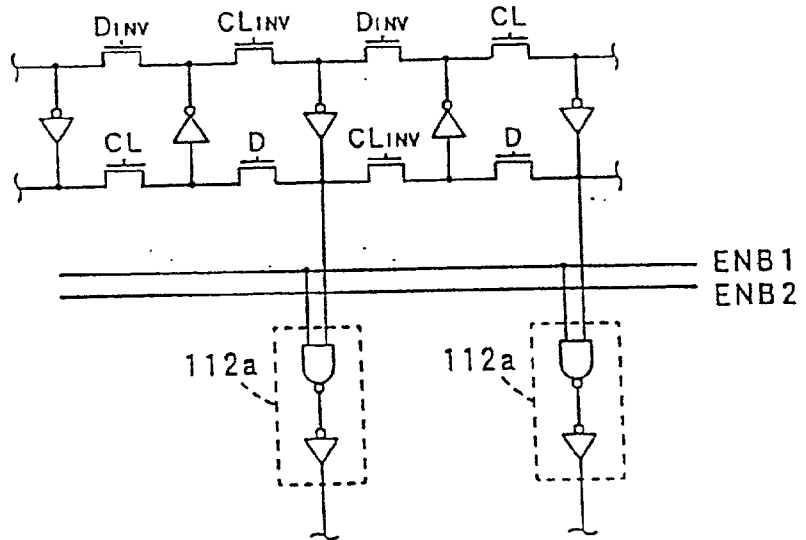 DINV CLINV DINV CL
CL D CLINV D
ENB1
ENB2
112a 112a